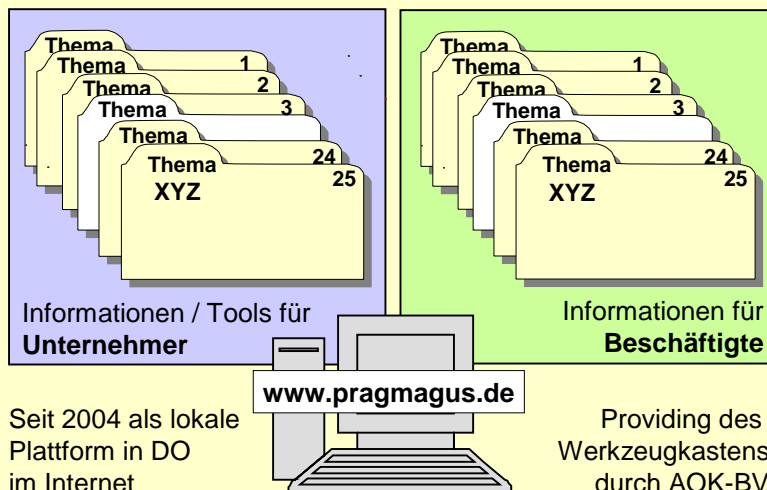 Thema
1
Thema
2
Thema
3
Thema
Thema
24
Thema
25
XYZ
Informationen / Tools für
Unternehmer
Thema
1
Thema
2
Thema
3
Thema
Thema
24
Thema
25
XYZ
Informationen für
Beschäftigte
www.pragmagus.de
Seit 2004 als lokale
Plattform in DO
im Internet
Providing des
Werkzeugkastens
durch AOK-BV